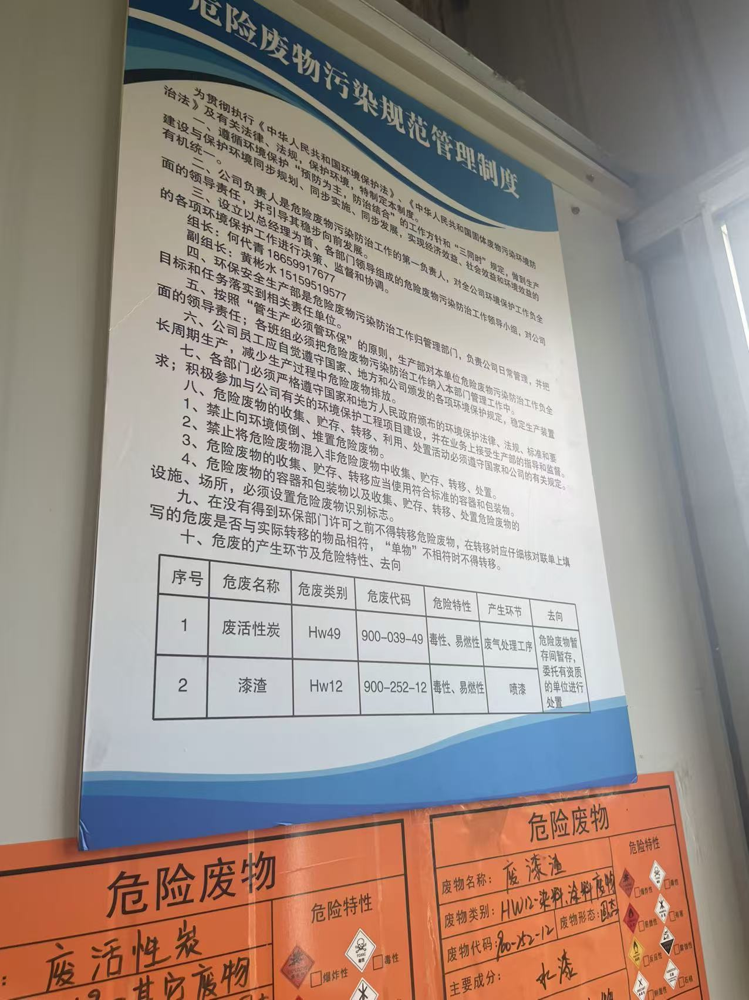 危险废物污染规范管理制度
为贯彻执行《中华人民共和国环境保护法》、《中华人民共和国固体废物污染环境防
治法》及有关法律、法规，保护环境，特制定本制度。
一、遵循环境保护“预防为主，防治结合”的工作方针和“三同时”规定，做到生产
建设与保护环境同步规划、同步实施、同步发展，实现经济效益、社会效益和环境效益的
有机统一。
二、公司负责人是危险废物污染防治工作的第一负责人，对全公司环境保护工作负全
面的领导责任，并引导其稳步向前发展。
三、设立以总经理为首、各部门领导组成的危险废物污染防治工作领导小组，对公司
的各项环境保护工作进行决策、监督和协调。
组长：何代青 18659917677
副组长：黄彬水 15159519577
四、环保安全生产部是危险废物污染防治工作归管理部门，负责公司日常管理，并把
目标和任务落实到相关责任单位。
五、按照“管生产必须管环保”的原则，生产部对本单位危险废物污染防治工作负全
面的领导责任；各班组必须把危险废物污染防治工作纳入本部门管理工作中。
六、公司员工应自觉遵守国家、地方和公司颁发的各项环境保护规定，稳定生产装置
长周期生产，减少生产过程中危险废物排放。
七、各部门必须严格遵守国家和地方人民政府颁布的环境保护法律、法规、标准和要
求；积极参加与公司有关的环境保护工程项目建设，并在业务上接受生产部的指导和监督。
八、危险废物的收集、贮存、转移、利用、处置活动必须遵守国家和公司的有关规定。
1、禁止向环境倾倒、堆置危险废物。
2、禁止将危险废物混入非危险废物中收集、贮存、转移、处置。
3、危险废物的收集、贮存、转移应当使用符合标准的容器和包装物。
4、危险废物的容器和包装物以及收集、贮存、转移、处置危险废物的
设施、场所，必须设置危险废物识别标志。
九、在没有得到环保部门许可之前不得转移危险废物，在转移时应仔细核对联单上填
写的危废是否与实际转移的物品相符，“单物”不相符时不得转移。
十、危废的产生环节及危险特性、去向
序号 危废名称 危废类别 危废代码 危险特性 产生环节 去向
1 废活性炭 Hw49 900-039-49 毒性、易燃性 废气处理工序
2 漆渣 Hw12 900-252-12 毒性、易燃性 喷漆
危险废物暂
存间暂存，
委托有资质
的单位进行
处置
危险废物
危险特性
废活性炭
其它废物
TOXIC
爆炸性
毒性
危险废物
危险特性
废物名称：废漆渣
废物类别：HW12-染料、涂料废物
废物代码：900-252-12
废物形态：固态
主要成分：水漆
爆炸性
毒性
易燃性
有害
反应性
腐蚀性
刺激性
石棉